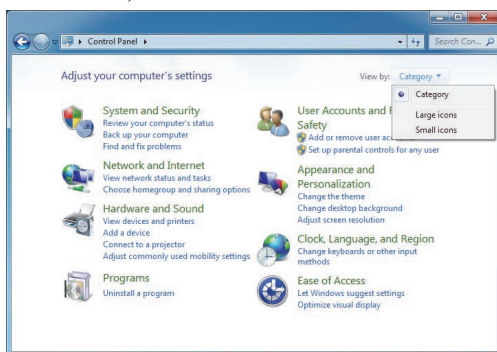 Control Panel
Search Con...
Adjust your computer's settings
View by: Category
Category
Large icons
Small icons
System and Security
Review your computer's status
Back up your computer
Find and fix problems
Network and Internet
View network status and tasks
Choose homegroup and sharing options
Hardware and Sound
View devices and printers
Add a device
Connect to a projector
Adjust commonly used mobility settings
Programs
Uninstall a program
User Accounts and F
Safety
Add or remove user acc
Set up parental controls for any user
Appearance and
Personalization
Change the theme
Change desktop background
Adjust screen resolution
Clock, Language, and Region
Change keyboards or other input
methods
Ease of Access
Let Windows suggest settings
Optimize visual display